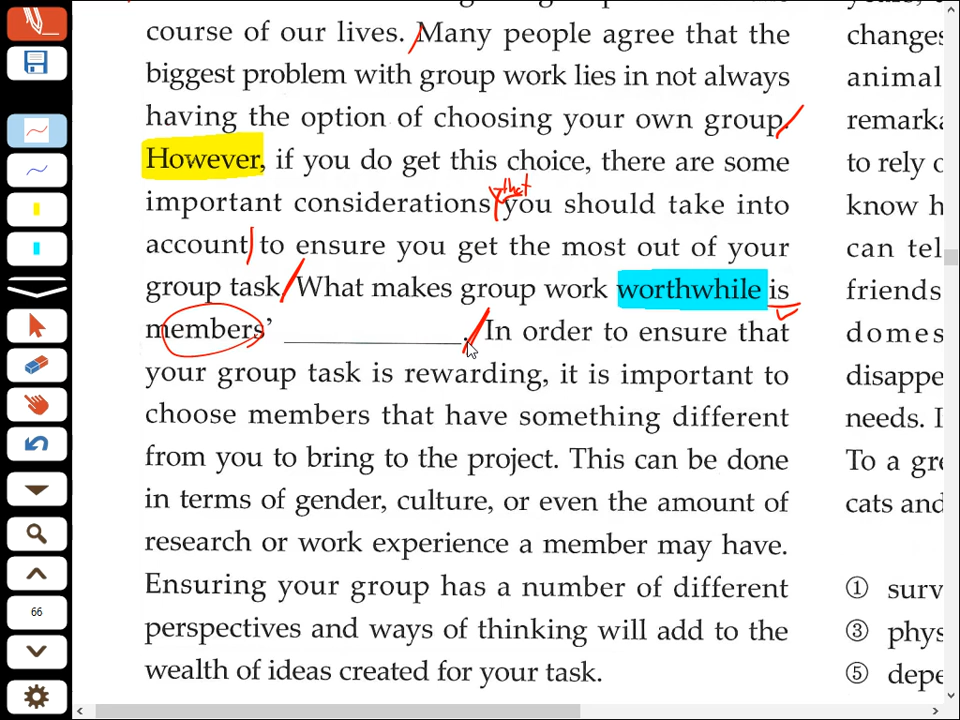 course of our lives. Many people agree that the
biggest problem with group work lies in not always
having the option of choosing your own group.
However, if you do get this choice, there are some
that
important considerations you should take into
account to ensure you get the most out of your
group task. What makes group work worthwhile is
members' ____________. In order to ensure that
your group task is rewarding, it is important to
choose members that have something different
from you to bring to the project. This can be done
in terms of gender, culture, or even the amount of
research or work experience a member may have.
Ensuring your group has a number of different
perspectives and ways of thinking will add to the
wealth of ideas created for your task.
years,
changes
animal
remarka
to rely o
know h
can tel
friends
domes
disappe
needs. I
To a gre
cats and
① surv
③ phys
⑤ depe
66